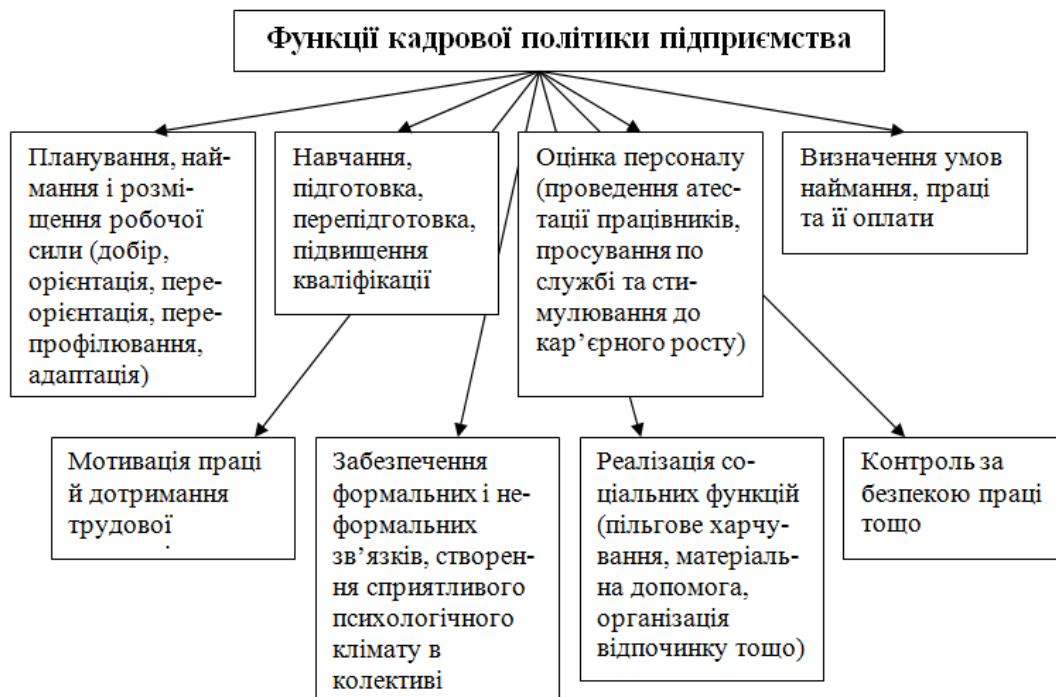 Функції кадрової політики підприємства
Планування, най-
мання і розмі-
щення робочої
сили (добір,
орієнтація, пере-
орієнтація, пере-
профілювання,
адаптація)
Навчання,
підготовка,
перепідготовка,
підвищення
кваліфікації
Оцінка персоналу
(проведення атес-
тації працівників,
просування по
службі та сти-
мулювання до
кар’єрного росту)
Визначення умов
наймання, праці
та її оплати
Мотивація праці
й дотримання
трудової
Забезпечення
формальних і не-
формальних
зв’язків, створен-
ня сприятливого
психологічного
клімату в
колективі
Реалізація со-
ціальних функцій
(пільгове харчу-
вання, матеріаль-
на допомога,
організація
відпочинку тощо)
Контроль за
безпекою праці
тощо